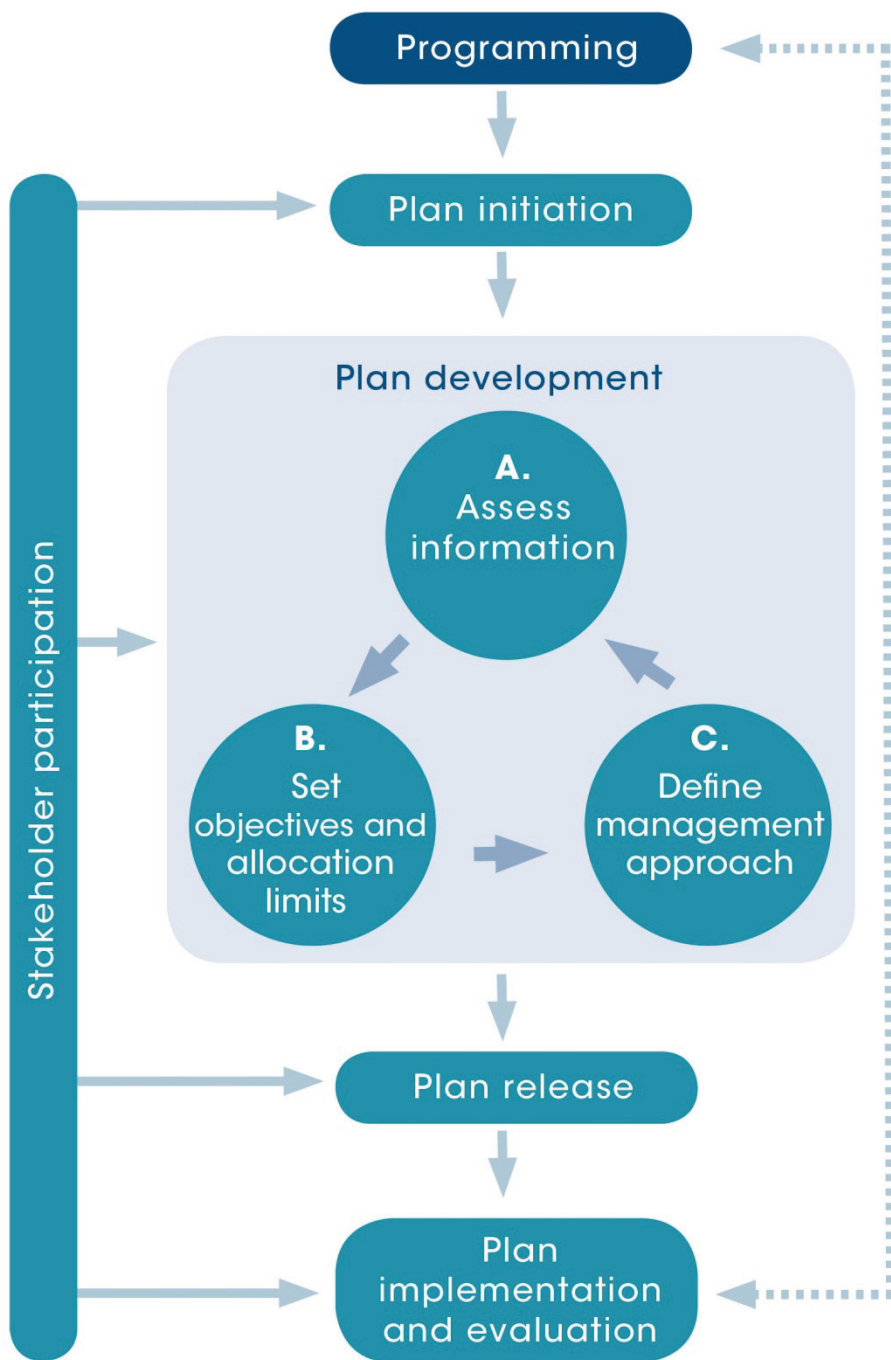 Programming
Plan initiation
Plan development
A.
Assess
information
B.
Set
objectives and
allocation
limits
C.
Define
management
approach
Stakeholder participation
Plan release
Plan
implementation
and evaluation